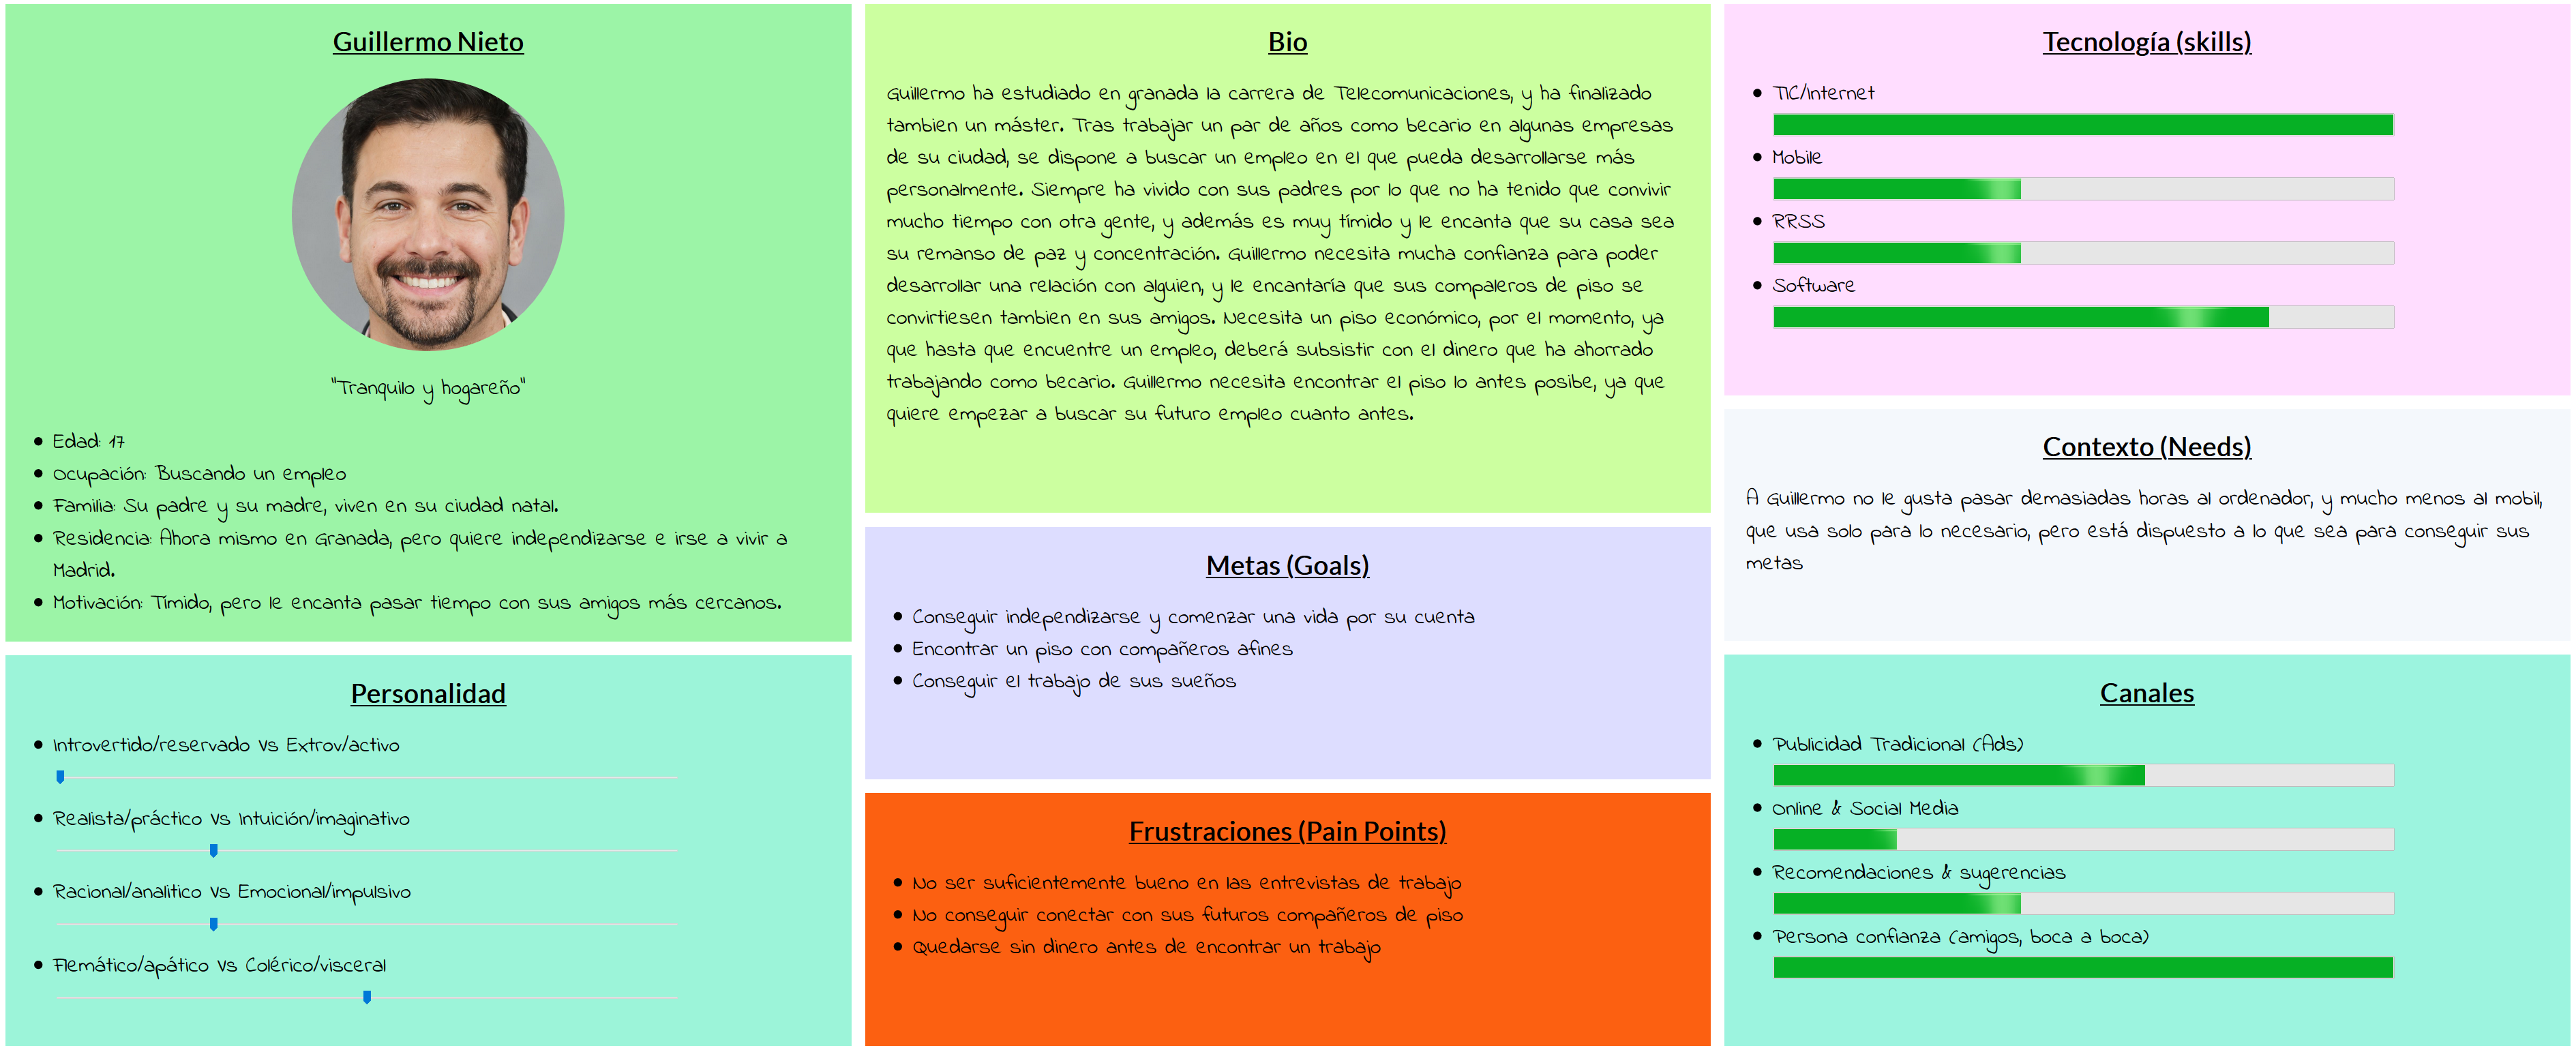 Guillermo Nieto
"Tranquilo y hogareño"
Edad: 17
Ocupación: Buscando un empleo
Familia: Su padre y su madre, viven en su ciudad natal.
Residencia: Ahora mismo en Granada, pero quiere independizarse e irse a vivir a
Madrid.
Motivación: Tímido, pero le encanta pasar tiempo con sus amigos más cercanos.
Personalidad
Introvertido/reservado Vs Extrov/activo
Realista/práctico Vs Intuición/imaginativo
Racional/analitico Vs Emocional/impulsivo
Flemático/apático Vs Colérico/visceral
Bio
Guillermo ha estudiado en granada la carrera de Telecomunicaciones, y ha finalizado
tambien un máster. Tras trabajar un par de años como becario en algunas empresas
de su ciudad, se dispone a buscar un empleo en el que pueda desarrollarse más
personalmente. Siempre ha vivido con sus padres por lo que no ha tenido que convivir
mucho tiempo con otra gente, y además es muy tímido y le encanta que su casa sea
su remanso de paz y concentración. Guillermo necesita mucha confianza para poder
desarrollar una relación con alguien, y le encantaría que sus compaleros de piso se
convirtiesen tambien en sus amigos. Necesita un piso económico, por el momento, ya
que hasta que encuentre un empleo, deberá subsistir con el dinero que ha ahorrado
trabajando como becario. Guillermo necesita encontrar el piso lo antes posibe, ya que
quiere empezar a buscar su futuro empleo cuanto antes.
Metas (Goals)
Conseguir independizarse y comenzar una vida por su cuenta
Encontrar un piso con compañeros afines
Conseguir el trabajo de sus sueños
Frustraciones (Pain Points)
No ser suficientemente bueno en las entrevistas de trabajo
No conseguir conectar con sus futuros compañeros de piso
Quedarse sin dinero antes de encontrar un trabajo
Tecnología (skills)
TIC/Internet
Mobile
RRSS
Software
Contexto (Needs)
A Guillermo no le gusta pasar demasiadas horas al ordenador, y mucho menos al mobil,
que usa solo para lo necesario, pero está dispuesto a lo que sea para conseguir sus
metas
Canales
Publicidad Tradicional (Ads)
Online & Social Media
Recomendaciones & sugerencias
Persona confianza (amigos, boca a boca)